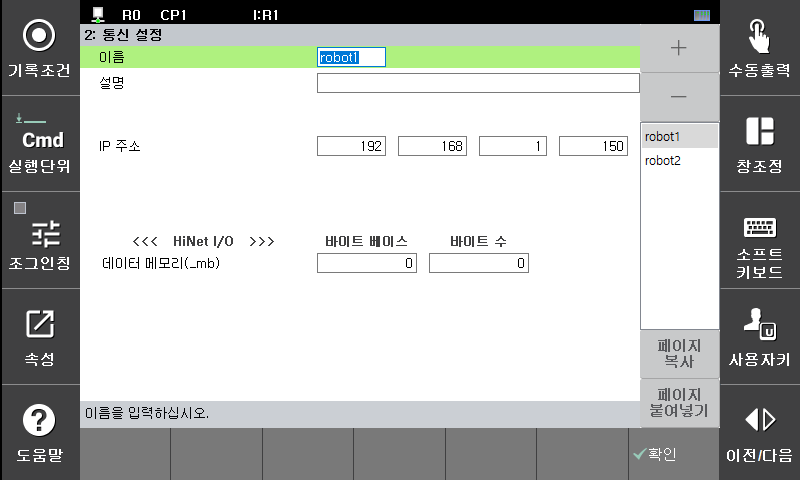 R0 CP1 I:R1
2: 통신 설정
이름 robot1
설명
IP 주소 192 168 1 150
<<< HiNet I/O >>> 바이트 베이스 바이트 수
데이터 메모리(_mb) 0 0
이름을 입력하십시오.
+
−
robot1
robot2
페이지
복사
페이지
붙여넣기
확인
기록조건
Cmd
실행단위
조그인칭
속성
?
도움말
수동출력
창조정
소프트
키보드
U
사용자키
이전/다음